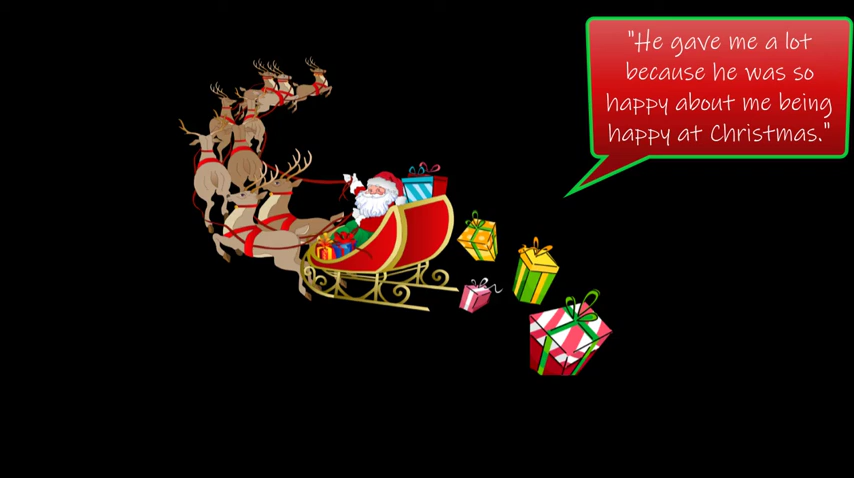 "He gave me a lot
because he was so
happy about me being
happy at Christmas."